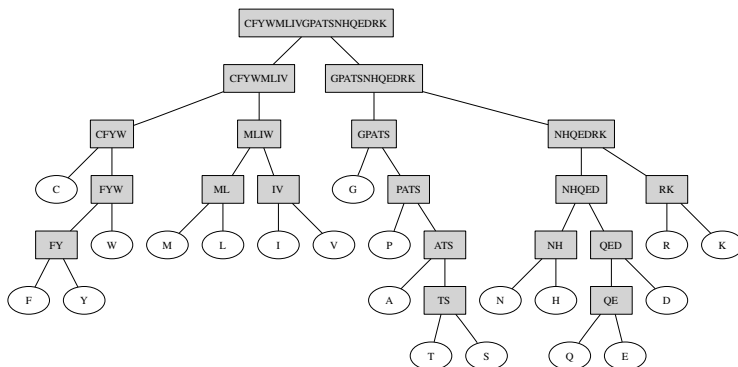 CFYWMLIVGPATSNHQEDRK
CFYWMLIV GPATSNHQEDRK
CFYW MLIW GPATS NHQEDRK
C FYW ML IV G PATS NHQED RK
FY W M L I V P ATS NH QED R K
F Y A TS N H QE D
T S Q E